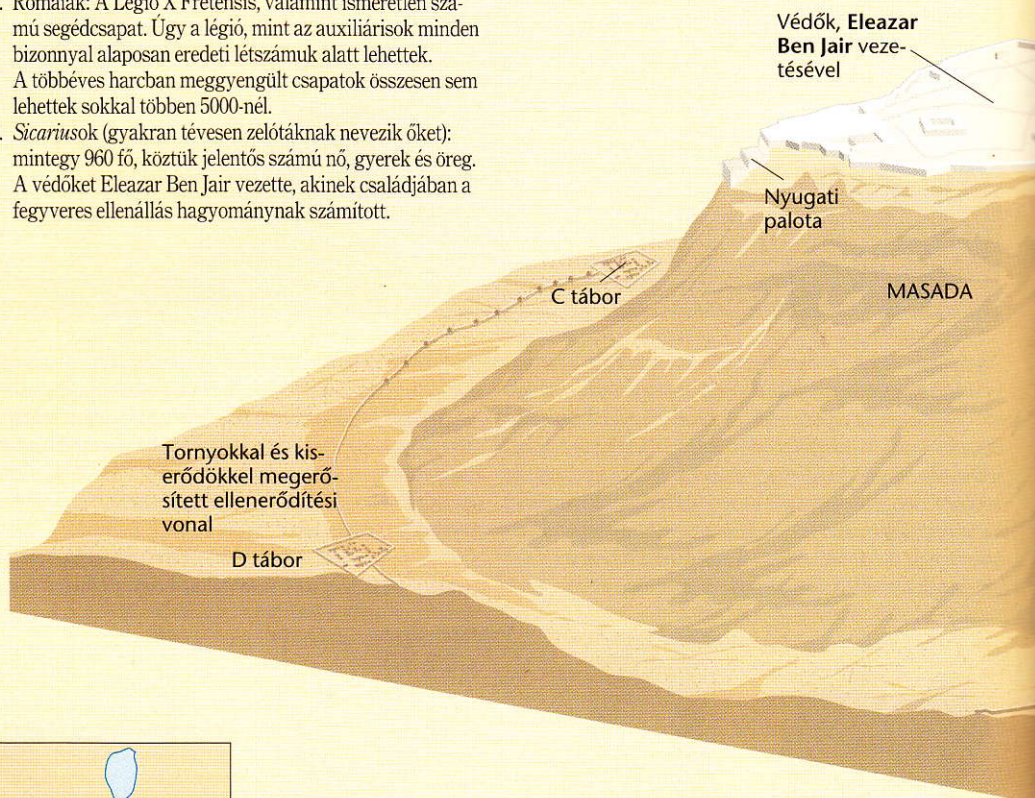 . Rómaiak: A Legio X Fretensis, valamint ismeretlen szá-
mú segédcsapat. Úgy a légió, mint az auxiliárisok minden
bizonnyal alaposan eredeti létszámuk alatt lehettek.
A többéves harcban meggyengült csapatok összesen sem
lehettek sokkal többen 5000-nél.
. Sicariusok (gyakran tévesen zelótáknak nevezik őket):
mintegy 960 fő, köztük jelentős számú nő, gyerek és öreg.
A védőket Eleazar Ben Jair vezette, akinek családjában a
fegyveres ellenállás hagyománynak számított.
Védők, Eleazar
Ben Jair veze-
tésével
Nyugati
palota
C tábor
MASADA
Tornyokkal és kis-
erődökkel megerő-
sített ellenerődítési
vonal
D tábor